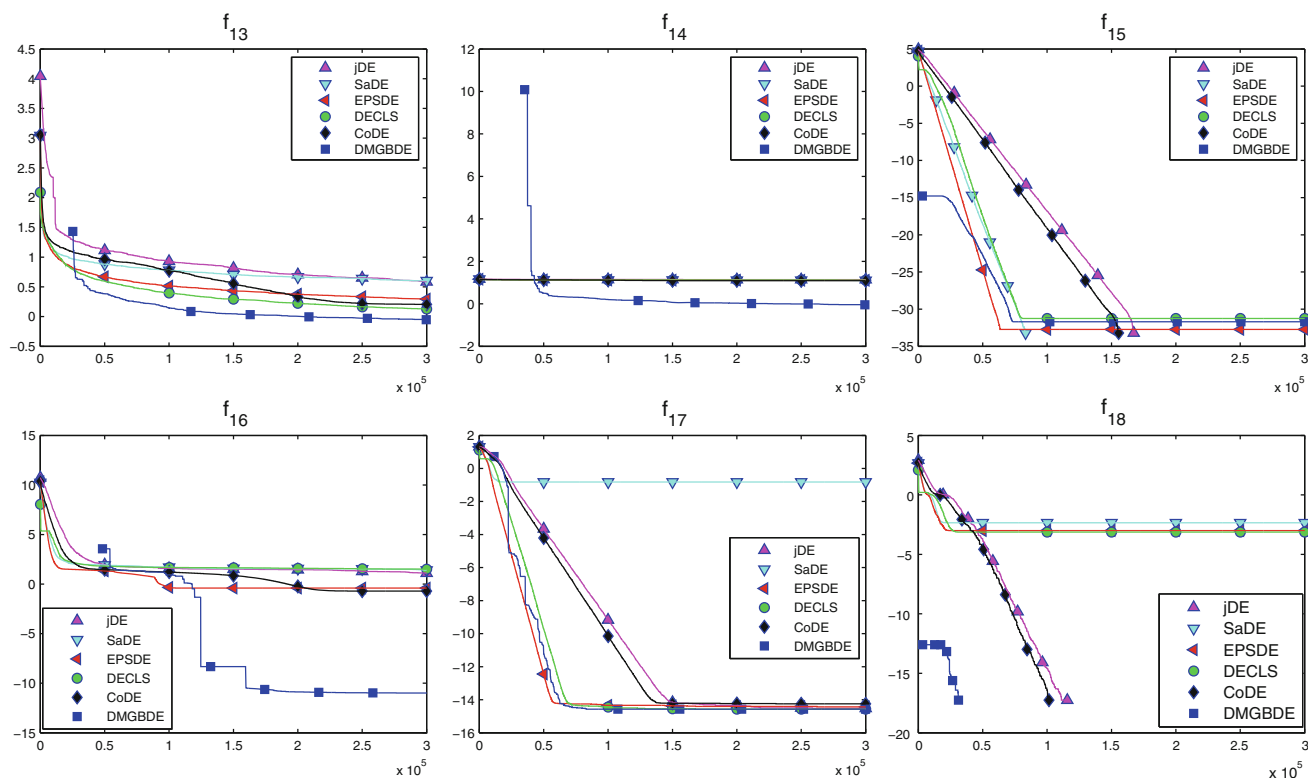 f13
4.5
4
3.5
3
2.5
2
1.5
1
0.5
0
−0.5
0 0.5 1 1.5 2 2.5 3
x 10^5
jDE
SaDE
EPSDE
DECLS
CoDE
DMGBDE
f14
12
10
8
6
4
2
0
−2
0 0.5 1 1.5 2 2.5 3
x 10^5
jDE
SaDE
EPSDE
DECLS
CoDE
DMGBDE
f15
5
0
−5
−10
−15
−20
−25
−30
−35
0 0.5 1 1.5 2 2.5 3
x 10^5
jDE
SaDE
EPSDE
DECLS
CoDE
DMGBDE
f16
15
10
5
0
−5
−10
−15
0 0.5 1 1.5 2 2.5 3
x 10^5
jDE
SaDE
EPSDE
DECLS
CoDE
DMGBDE
f17
2
0
−2
−4
−6
−8
−10
−12
−14
−16
0 0.5 1 1.5 2 2.5 3
x 10^5
jDE
SaDE
EPSDE
DECLS
CoDE
DMGBDE
f18
5
0
−5
−10
−15
−20
0 0.5 1 1.5 2 2.5 3
x 10^5
jDE
SaDE
EPSDE
DECLS
CoDE
DMGBDE